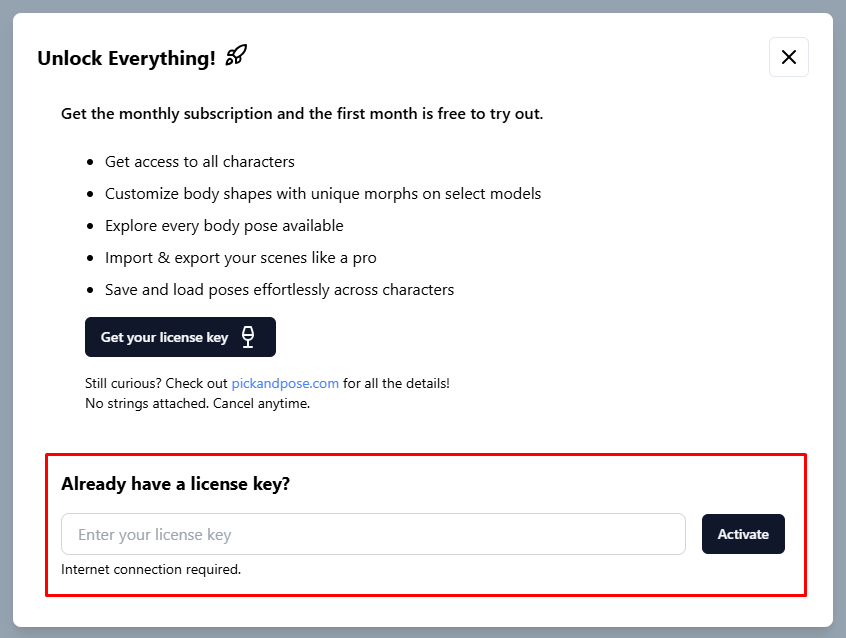 Unlock Everything!
Get the monthly subscription and the first month is free to try out.
Get access to all characters
Customize body shapes with unique morphs on select models
Explore every body pose available
Import & export your scenes like a pro
Save and load poses effortlessly across characters
Get your license key
Still curious? Check out pickandpose.com for all the details!
No strings attached. Cancel anytime.
Already have a license key?
Enter your license key
Activate
Internet connection required.